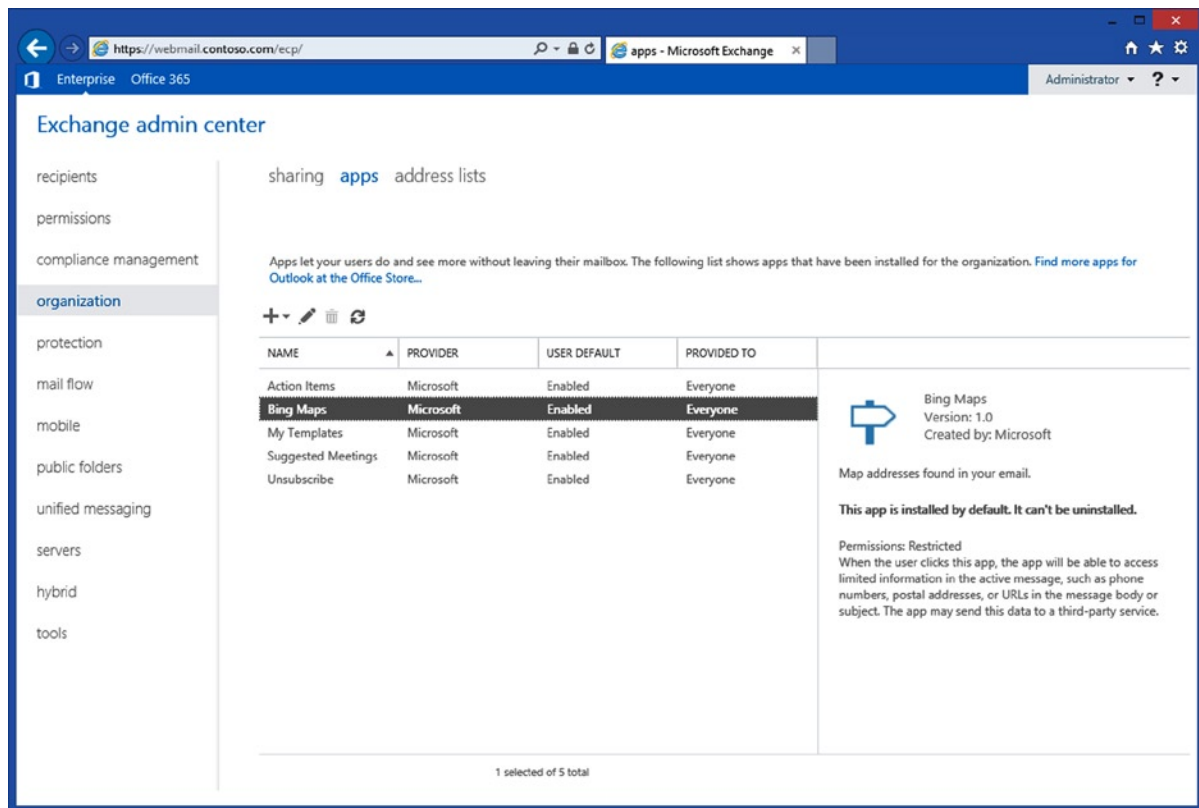 https://webmail.contoso.com/ecp/
apps - Microsoft Exchange
Enterprise Office 365
Administrator ?
Exchange admin center
recipients
permissions
compliance management
organization
protection
mail flow
mobile
public folders
unified messaging
servers
hybrid
tools
sharing apps address lists
Apps let your users do and see more without leaving their mailbox. The following list shows apps that have been installed for the organization. Find more apps for
Outlook at the Office Store...
NAME PROVIDER USER DEFAULT PROVIDED TO
Action Items Microsoft Enabled Everyone
Bing Maps Microsoft Enabled Everyone
My Templates Microsoft Enabled Everyone
Suggested Meetings Microsoft Enabled Everyone
Unsubscribe Microsoft Enabled Everyone
1 selected of 5 total
Bing Maps
Version: 1.0
Created by: Microsoft
Map addresses found in your email.
This app is installed by default. It can't be uninstalled.
Permissions: Restricted
When the user clicks this app, the app will be able to access
limited information in the active message, such as phone
numbers, postal addresses, or URLs in the message body or
subject. The app may send this data to a third-party service.